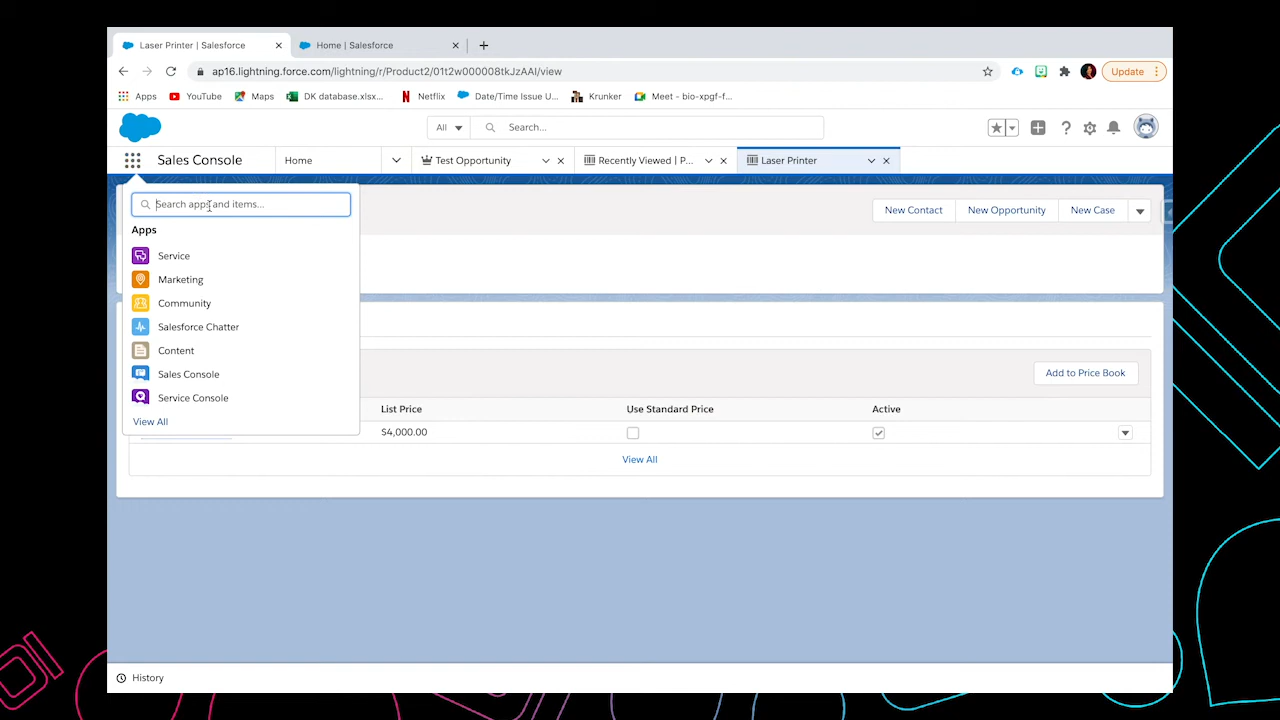 Laser Printer | Salesforce
Home | Salesforce
ap16.lightning.force.com/lightning/r/Product2/01t2w000008tkJzAAI/view
Update
Apps
YouTube
Maps
DK database.xlsx...
Netflix
Date/Time Issue U...
Krunker
Meet - bio-xpgf-f...
All
Search...
Sales Console
Home
Test Opportunity
Recently Viewed | P...
Laser Printer
Search apps and items...
New Contact
New Opportunity
New Case
Apps
Service
Marketing
Community
Salesforce Chatter
Content
Sales Console
Service Console
View All
Add to Price Book
List Price
Use Standard Price
Active
$4,000.00
View All
History